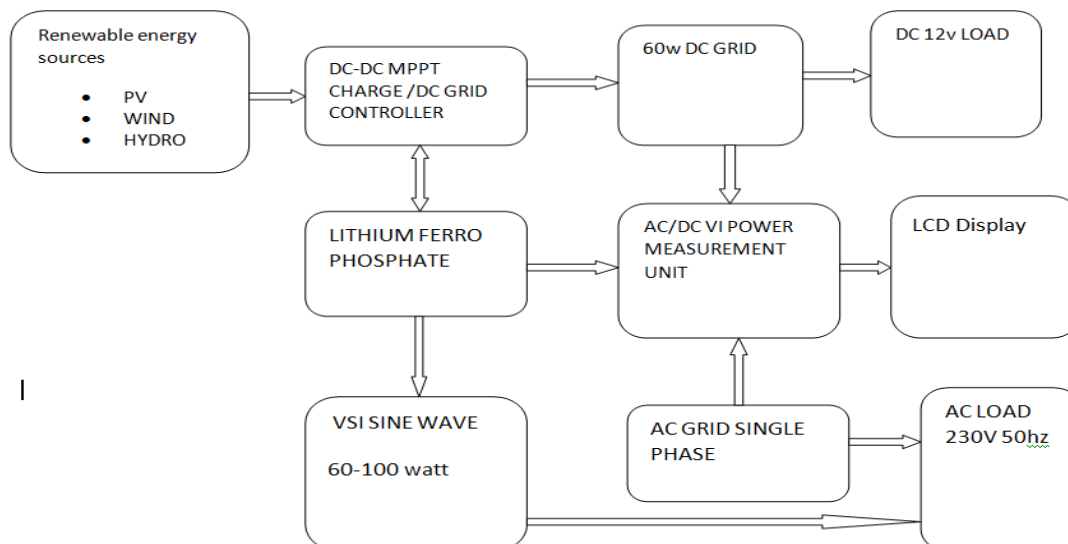 Renewable energy
sources
• PV
• WIND
• HYDRO
DC-DC MPPT
CHARGE /DC GRID
CONTROLLER
60w DC GRID
DC 12v LOAD
LITHIUM FERRO
PHOSPHATE
AC/DC VI POWER
MEASUREMENT
UNIT
LCD Display
VSI SINE WAVE
60-100 watt
AC GRID SINGLE
PHASE
AC LOAD
230V 50hz